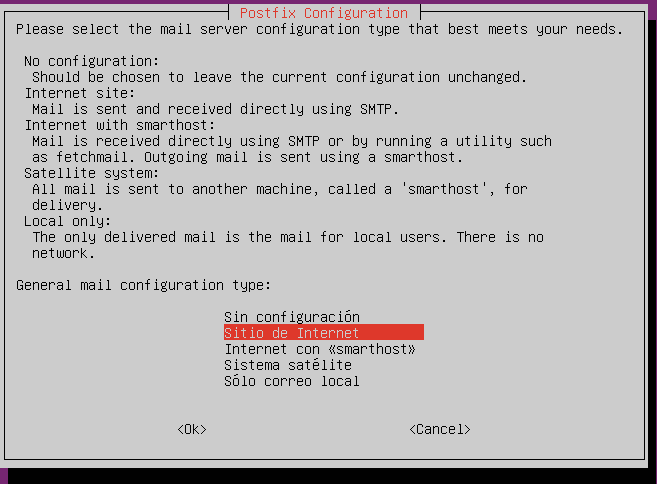 Postfix Configuration
Please select the mail server configuration type that best meets your needs.
No configuration:
Should be chosen to leave the current configuration unchanged.
Internet site:
Mail is sent and received directly using SMTP.
Internet with smarthost:
Mail is received directly using SMTP or by running a utility such
as fetchmail. Outgoing mail is sent using a smarthost.
Satellite system:
All mail is sent to another machine, called a 'smarthost', for
delivery.
Local only:
The only delivered mail is the mail for local users. There is no
network.
General mail configuration type:
Sin configuración
Sitio de Internet
Internet con «smarthost»
Sistema satélite
Sólo correo local
<Ok> <Cancel>